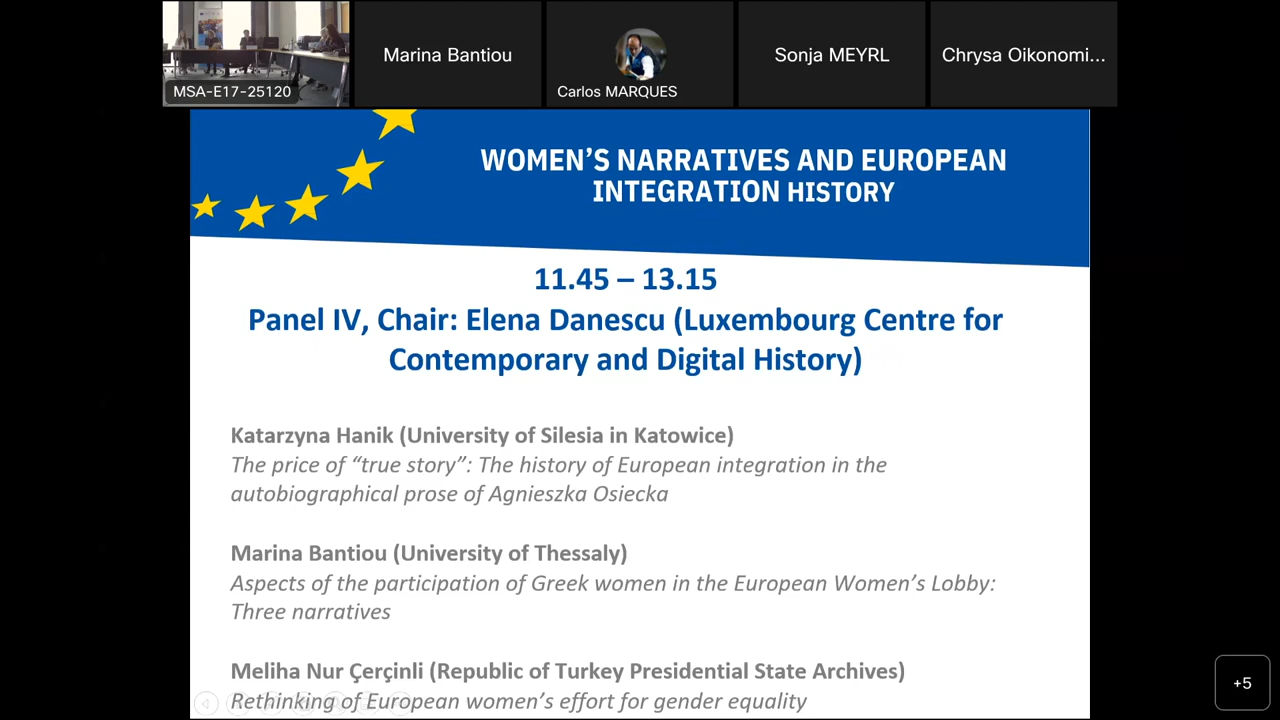 MSA-E17-25120
Marina Bantiou
Carlos MARQUES
Sonja MEYRL
Chrysa Oikonomi...
WOMEN'S NARRATIVES AND EUROPEAN
INTEGRATION HISTORY
11.45 – 13.15
Panel IV, Chair: Elena Danescu (Luxembourg Centre for
Contemporary and Digital History)
Katarzyna Hanik (University of Silesia in Katowice)
The price of “true story”: The history of European integration in the
autobiographical prose of Agnieszka Osiecka
Marina Bantiou (University of Thessaly)
Aspects of the participation of Greek women in the European Women’s Lobby:
Three narratives
Meliha Nur Çerçinli (Republic of Turkey Presidential State Archives)
Rethinking of European women’s effort for gender equality
+5